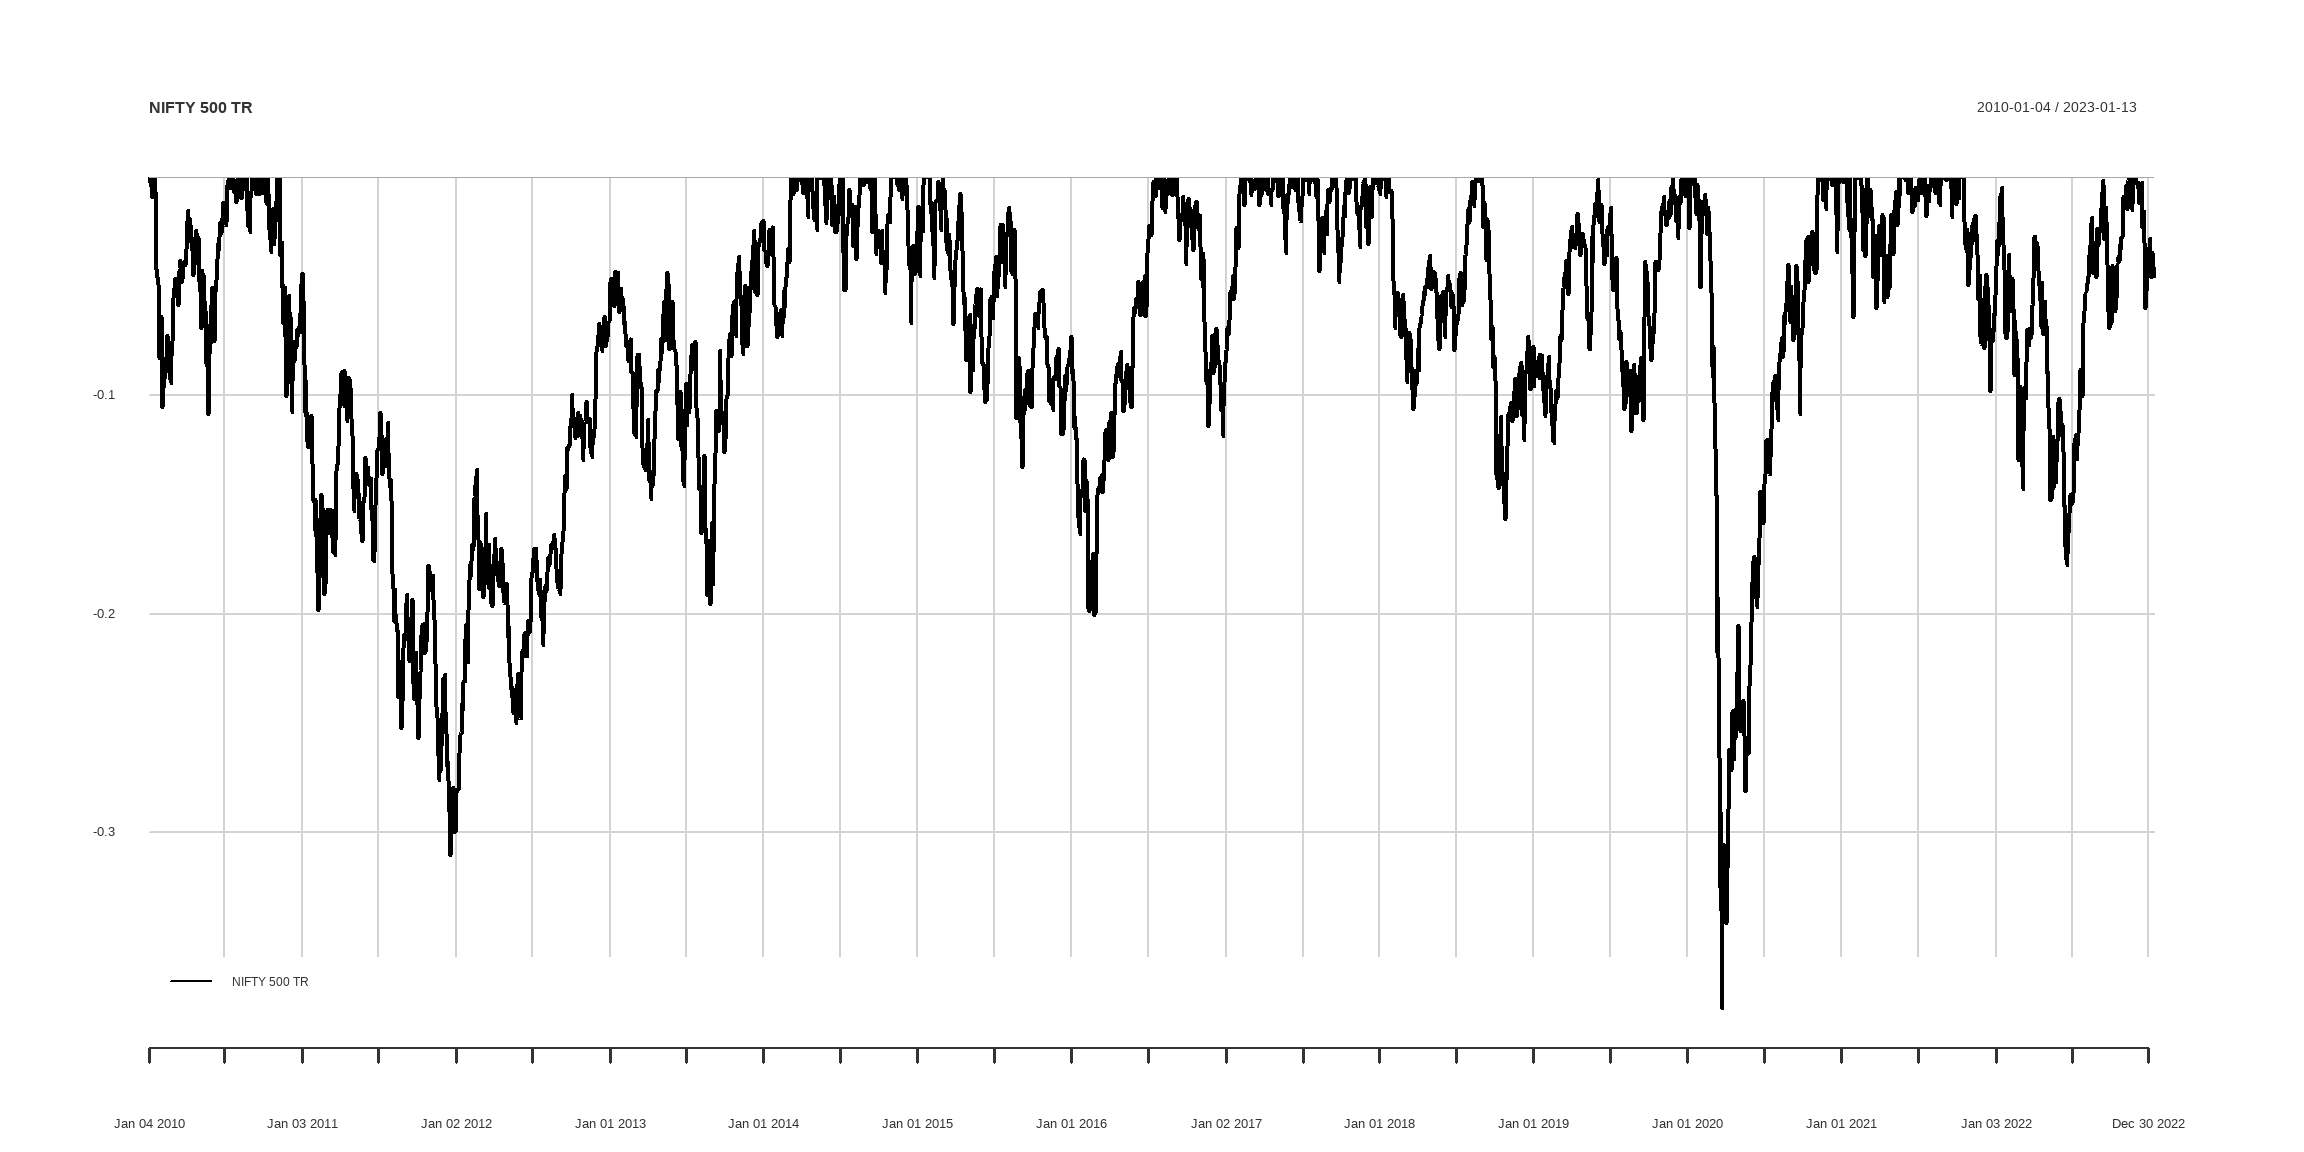 NIFTY 500 TR
2010-01-04 / 2023-01-13
-0.1
-0.2
-0.3
NIFTY 500 TR
Jan 04 2010
Jan 03 2011
Jan 02 2012
Jan 01 2013
Jan 01 2014
Jan 01 2015
Jan 01 2016
Jan 02 2017
Jan 01 2018
Jan 01 2019
Jan 01 2020
Jan 01 2021
Jan 03 2022
Dec 30 2022